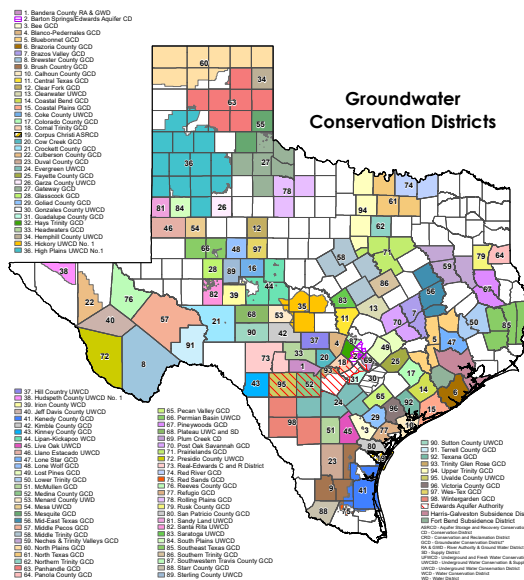 1. Bandera County RA & GWD
2. Barton Springs/Edwards Aquifer CD
3. Bee GCD
4. Blanco-Pedernales GCD
5. Bluebonnet GCD
6. Brazoria County GCD
7. Brazos Valley GCD
8. Brewster County GCD
9. Brush Country GCD
10. Calhoun County GCD
11. Central Texas GCD
12. Clear Fork GCD
13. Clearwater UWCD
14. Coastal Bend GCD
15. Coastal Plains GCD
16. Coke County UWCD
17. Colorado County GCD
18. Comal Trinity GCD
19. Corpus Christi ASRCD
20. Cow Creek GCD
21. Crockett County GCD
22. Culberson County GCD
23. Duval County GCD
24. Evergreen UWCD
25. Fayette County GCD
26. Garza County UWCD
27. Gateway GCD
28. Glasscock GCD
29. Goliad County GCD
30. Gonzales County UWCD
31. Guadalupe County GCD
32. Hays Trinity GCD
33. Headwaters GCD
34. Hemphill County UWCD
35. Hickory UWCD No. 1
36. High Plains UWCD No.1
Groundwater
Conservation Districts
37. Hill Country UWCD
38. Hudspeth County UWCD No. 1
39. Irion County WCD
40. Jeff Davis County UWCD
41. Kenedy County GCD
42. Kimble County GCD
43. Kinney County GCD
44. Lipan-Kickapoo WCD
45. Live Oak UWCD
46. Llano Estacado UWCD
47. Lone Star GCD
48. Lone Wolf GCD
49. Lost Pines GCD
50. Lower Trinity GCD
51. McMullen GCD
52. Medina County GCD
53. Menard County UWD
54. Mesa UWCD
55. Mesquite GCD
56. Mid-East Texas GCD
57. Middle Pecos GCD
58. Middle Trinity GCD
59. Neches & Trinity Valleys GCD
60. North Plains GCD
61. North Texas GCD
62. Northern Trinity GCD
63. Panhandle GCD
64. Panola County GCD
65. Pecan Valley GCD
66. Permian Basin UWCD
67. Pineywoods GCD
68. Plateau UWC and SD
69. Plum Creek CD
70. Post Oak Savannah GCD
71. Prairielands GCD
72. Presidio County UWCD
73. Real-Edwards C and R District
74. Red River GCD
75. Red Sands GCD
76. Reeves County GCD
77. Refugio GCD
78. Rolling Plains GCD
79. Rusk County GCD
80. San Patricio County GCD
81. Sandy Land UWCD
82. Santa Rita UWCD
83. Saratoga UWCD
84. South Plains UWCD
85. Southeast Texas GCD
86. Southern Trinity GCD
87. Southwestern Travis County GCD
88. Starr County GCD
89. Sterling County UWCD
90. Sutton County UWCD
91. Terrell County GCD
92. Texana GCD
93. Trinity Glen Rose GCD
94. Upper Trinity GCD
95. Uvalde County UWCD
96. Victoria County GCD
97. Wes-Tex GCD
98. Wintergarden GCD
Edwards Aquifer Authority
Harris-Galveston Subsidence District
Fort Bend Subsidence District